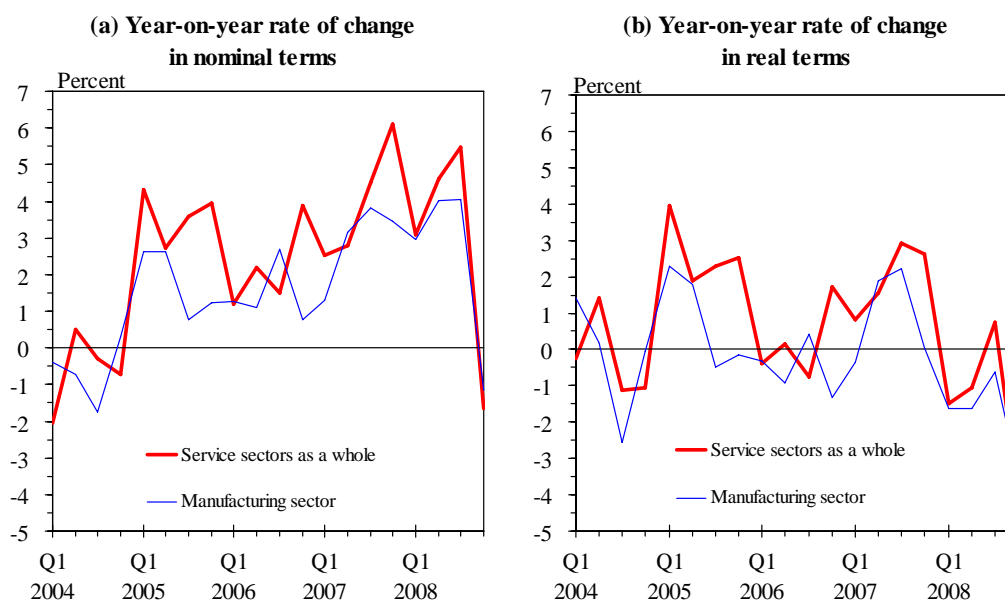 (a) Year-on-year rate of change
in nominal terms
Percent
7
6
5
4
3
2
1
0
-1
-2
-3
-4
-5
Service sectors as a whole
Manufacturing sector
Q1 Q1 Q1 Q1 Q1
2004 2005 2006 2007 2008
(b) Year-on-year rate of change
in real terms
Percent
7
6
5
4
3
2
1
0
-1
-2
-3
-4
-5
Service sectors as a whole
Manufacturing sector
Q1 Q1 Q1 Q1 Q1
2004 2005 2006 2007 2008